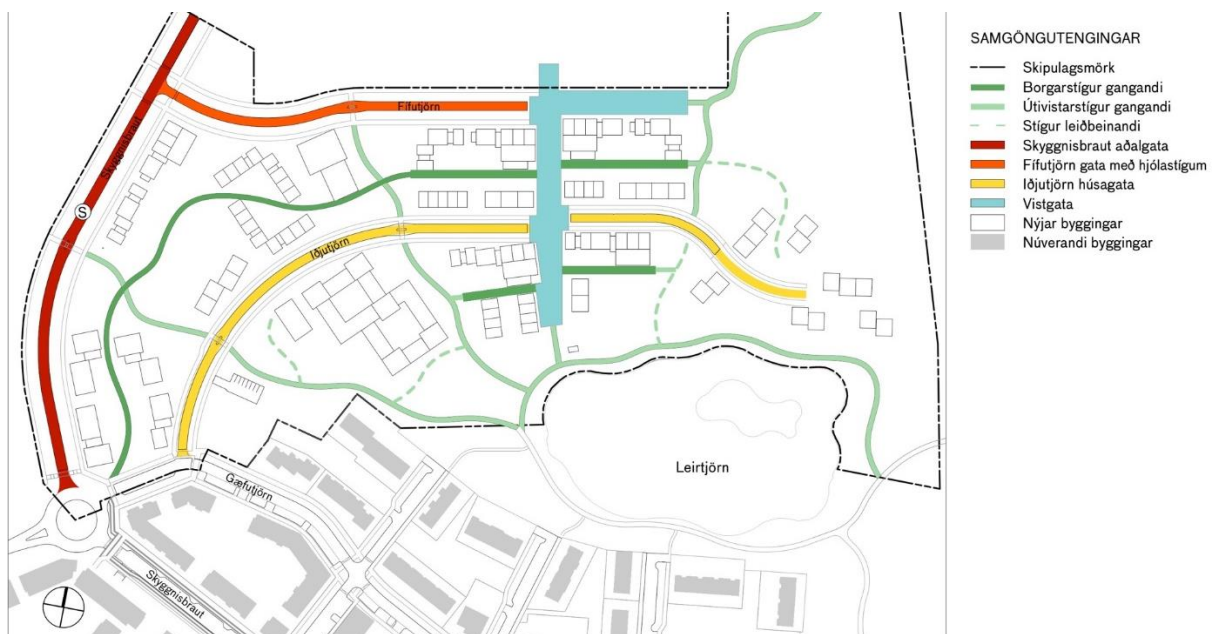 SAMGÖNGUTENGINGAR
Skipulagsmörk
Borgarstígur gangandi
Útivistarstígur gangandi
Stígur leiðbeinandi
Skyggnisbraut aðalgata
Fífutjörn gata með hjólastígum
Iðjutjörn húsagata
Vistgata
Nýjar byggingar
Núverandi byggingar
Fífutjörn
Skyggnisbraut
S
Iðjutjörn
Leirtjörn
Gæfutjörn
Skyggnisbraut